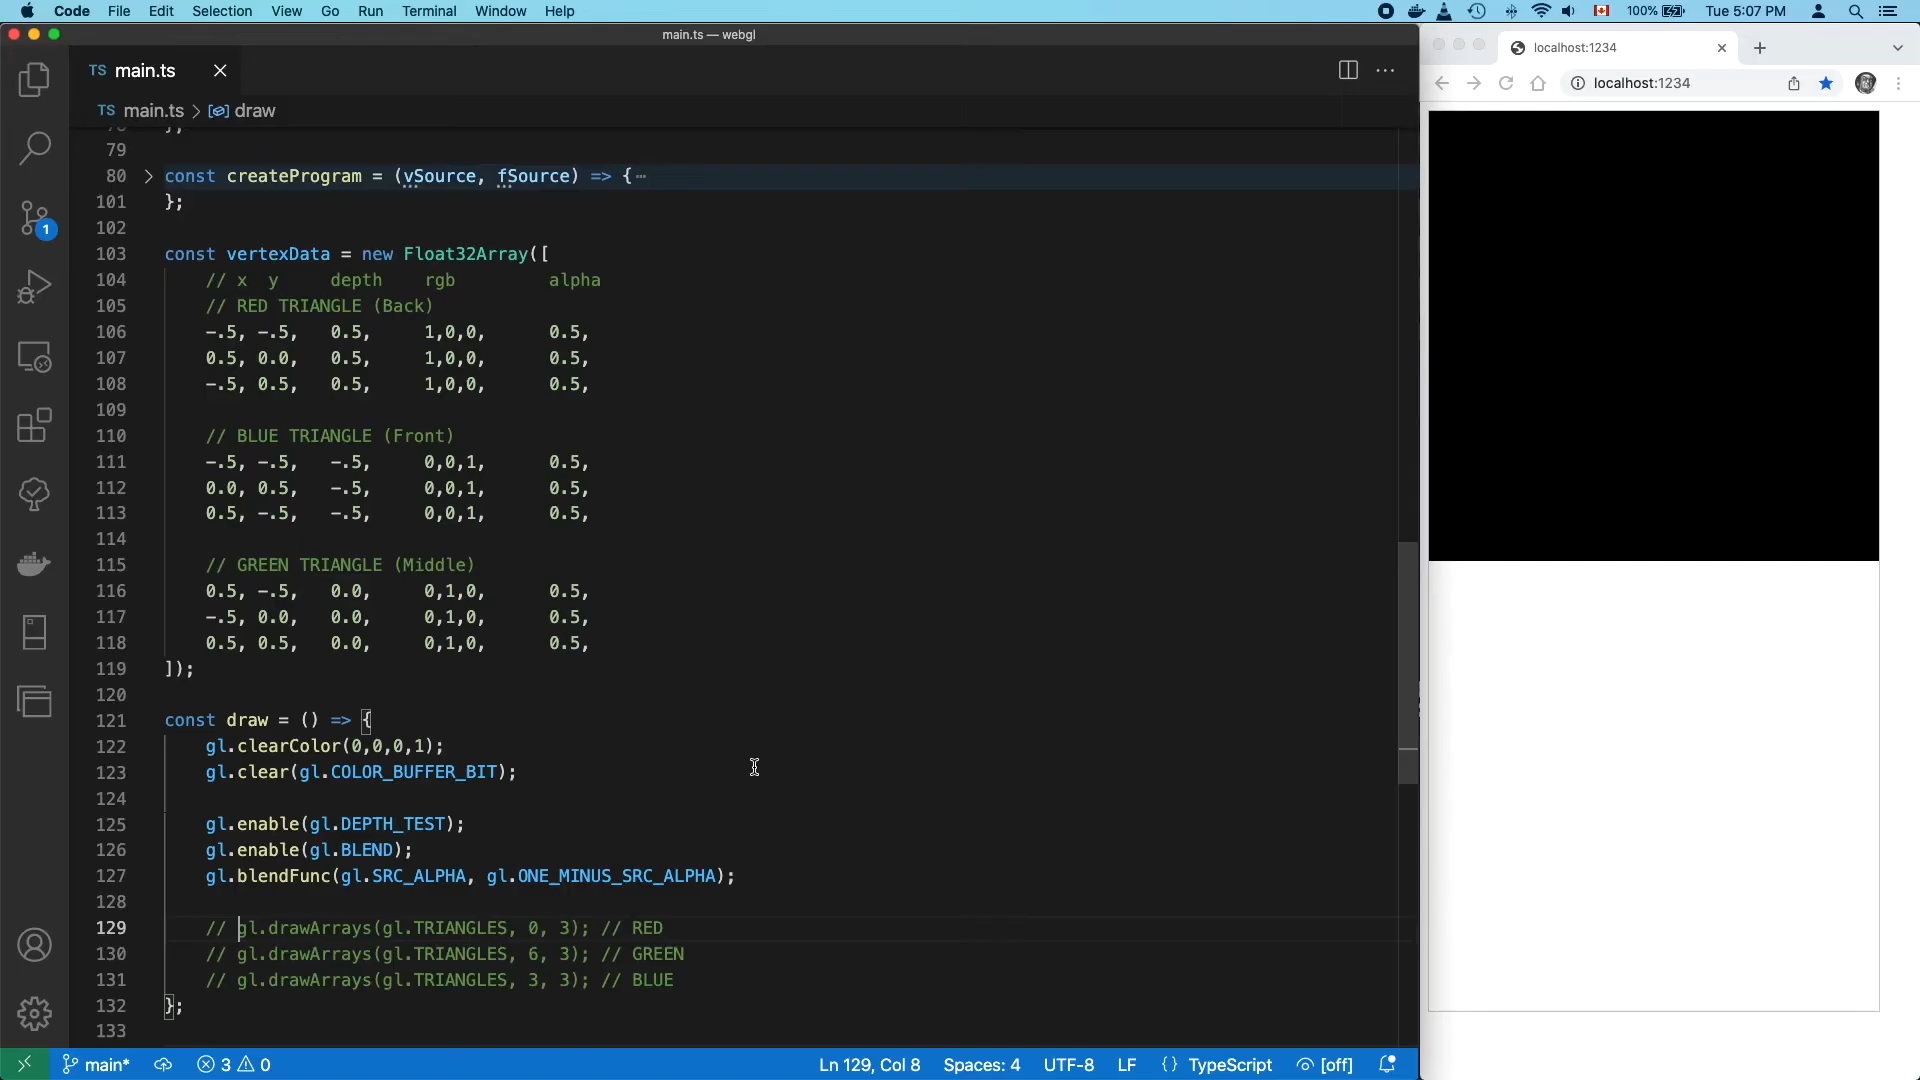 Code File Edit Selection View Go Run Terminal Window Help 100% Tue 5:07 PM
main.ts — webgl
localhost:1234
TS main.ts
localhost:1234
TS main.ts > draw
79
80 > const createProgram = (vSource, fSource) => {⋯
101 };
102
103 const vertexData = new Float32Array([
104 // x y depth rgb alpha
105 // RED TRIANGLE (Back)
106 -.5, -.5, 0.5, 1,0,0, 0.5,
107 0.5, 0.0, 0.5, 1,0,0, 0.5,
108 -.5, 0.5, 0.5, 1,0,0, 0.5,
109
110 // BLUE TRIANGLE (Front)
111 -.5, -.5, -.5, 0,0,1, 0.5,
112 0.0, 0.5, -.5, 0,0,1, 0.5,
113 0.5, -.5, -.5, 0,0,1, 0.5,
114
115 // GREEN TRIANGLE (Middle)
116 0.5, -.5, 0.0, 0,1,0, 0.5,
117 -.5, 0.0, 0.0, 0,1,0, 0.5,
118 0.5, 0.5, 0.0, 0,1,0, 0.5,
119 ]);
120
121 const draw = () => {
122 gl.clearColor(0,0,0,1);
123 gl.clear(gl.COLOR_BUFFER_BIT);
124
125 gl.enable(gl.DEPTH_TEST);
126 gl.enable(gl.BLEND);
127 gl.blendFunc(gl.SRC_ALPHA, gl.ONE_MINUS_SRC_ALPHA);
128
129 // gl.drawArrays(gl.TRIANGLES, 0, 3); // RED
130 // gl.drawArrays(gl.TRIANGLES, 6, 3); // GREEN
131 // gl.drawArrays(gl.TRIANGLES, 3, 3); // BLUE
132 };
133
1
main* 3 0 Ln 129, Col 8 Spaces: 4 UTF-8 LF {} TypeScript [off]